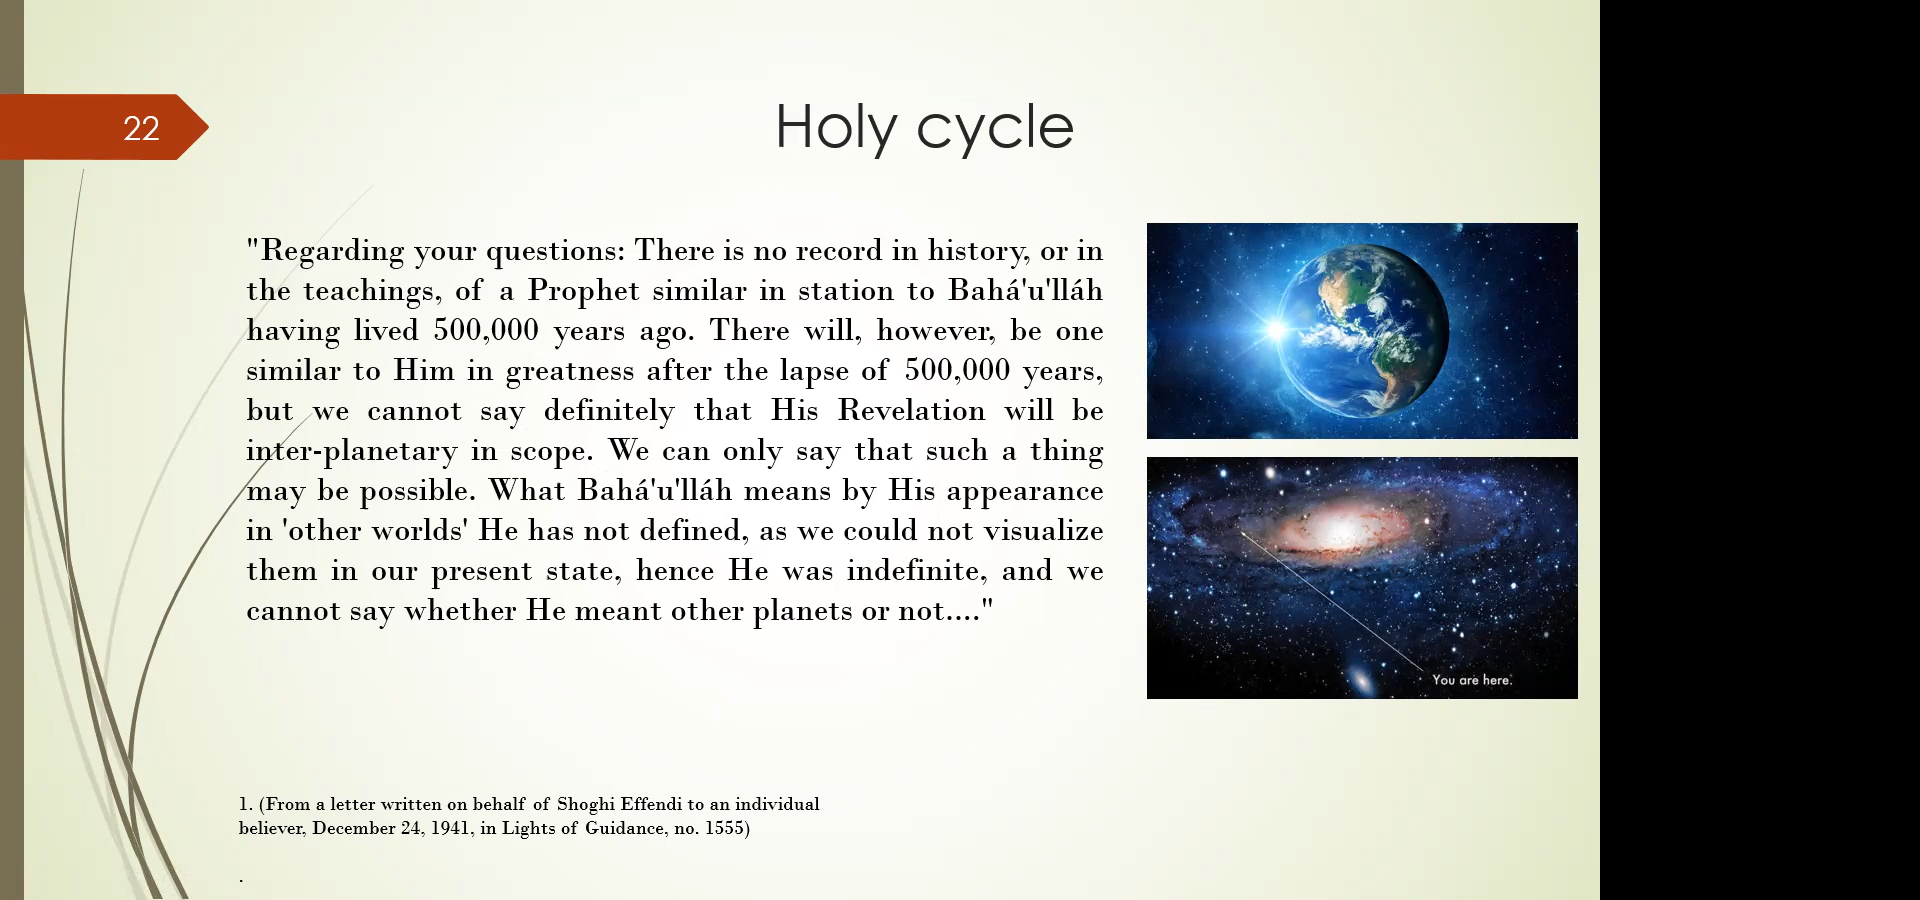 22
Holy cycle
"Regarding your questions: There is no record in history, or in
the teachings, of a Prophet similar in station to Bahá'u'lláh
having lived 500,000 years ago. There will, however, be one
similar to Him in greatness after the lapse of 500,000 years,
but we cannot say definitely that His Revelation will be
inter-planetary in scope. We can only say that such a thing
may be possible. What Bahá'u'lláh means by His appearance
in 'other worlds' He has not defined, as we could not visualize
them in our present state, hence He was indefinite, and we
cannot say whether He meant other planets or not...."
You are here.
1. (From a letter written on behalf of Shoghi Effendi to an individual
believer, December 24, 1941, in Lights of Guidance, no. 1555)
.